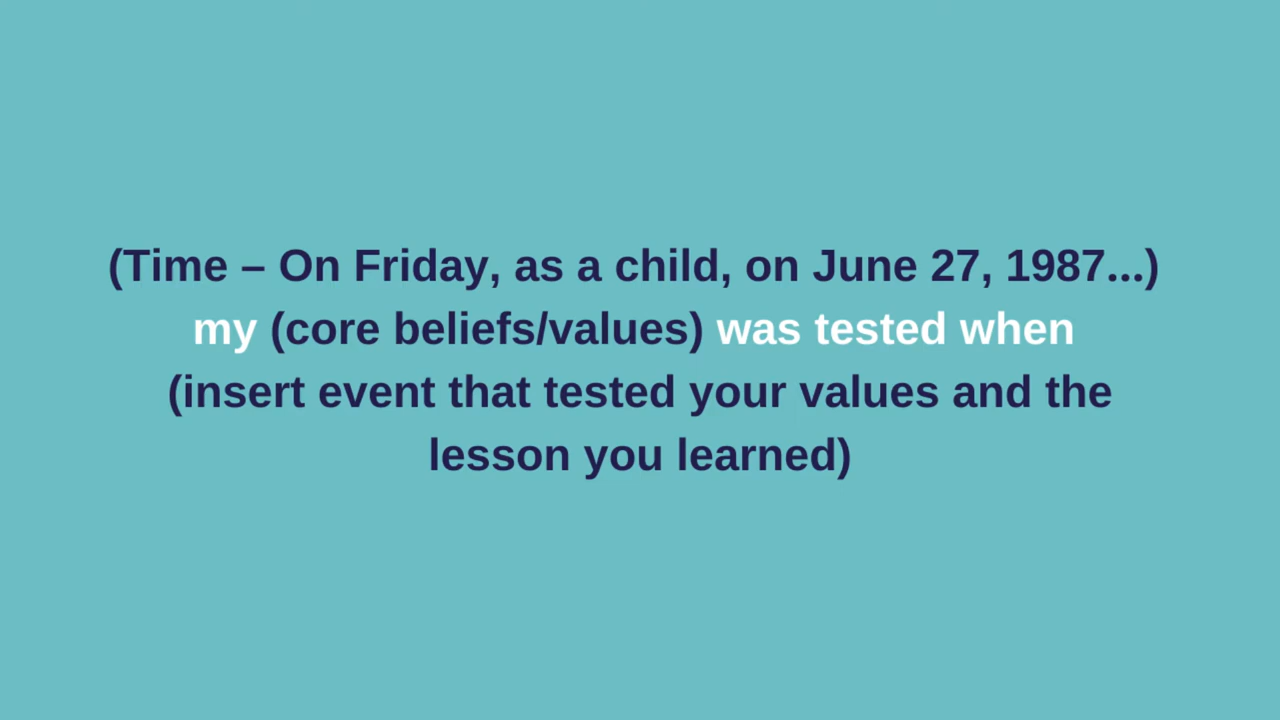 (Time – On Friday, as a child, on June 27, 1987...)
my (core beliefs/values) was tested when
(insert event that tested your values and the
lesson you learned)